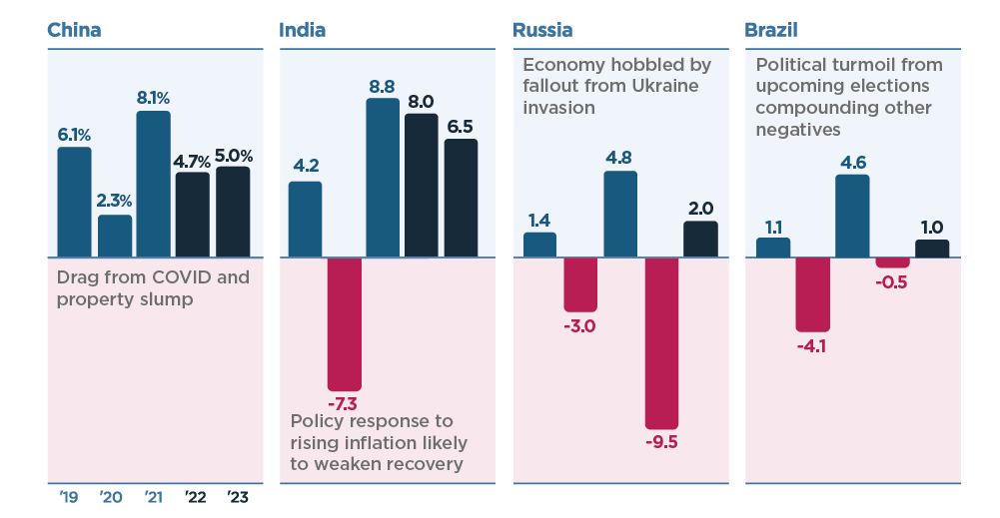 China
6.1%
2.3%
8.1%
4.7%
5.0%
Drag from COVID and
property slump
'19
'20
'21
'22
'23
India
4.2
-7.3
8.8
8.0
6.5
Policy response to
rising inflation likely
to weaken recovery
Russia
Economy hobbled by
fallout from Ukraine
invasion
1.4
-3.0
4.8
-9.5
2.0
Brazil
Political turmoil from
upcoming elections
compounding other
negatives
1.1
-4.1
4.6
-0.5
1.0